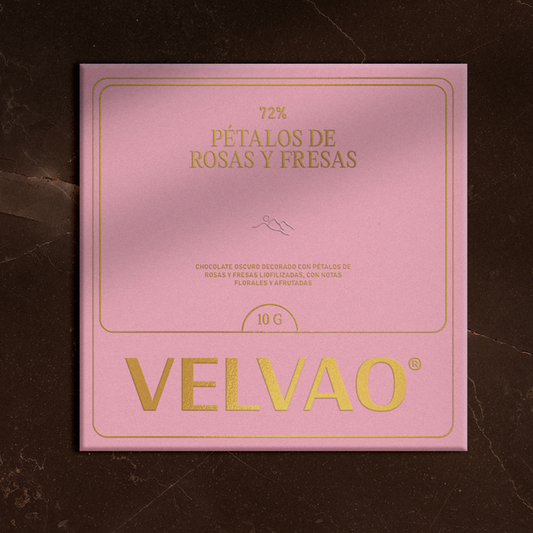 72%
PÉTALOS DE
ROSAS Y FRESAS
CHOCOLATE OSCURO DECORADO CON PÉTALOS DE
ROSAS Y FRESAS LIOFILIZADAS, CON NOTAS
FLORALES Y AFRUTADAS
10 G
VELVAO®